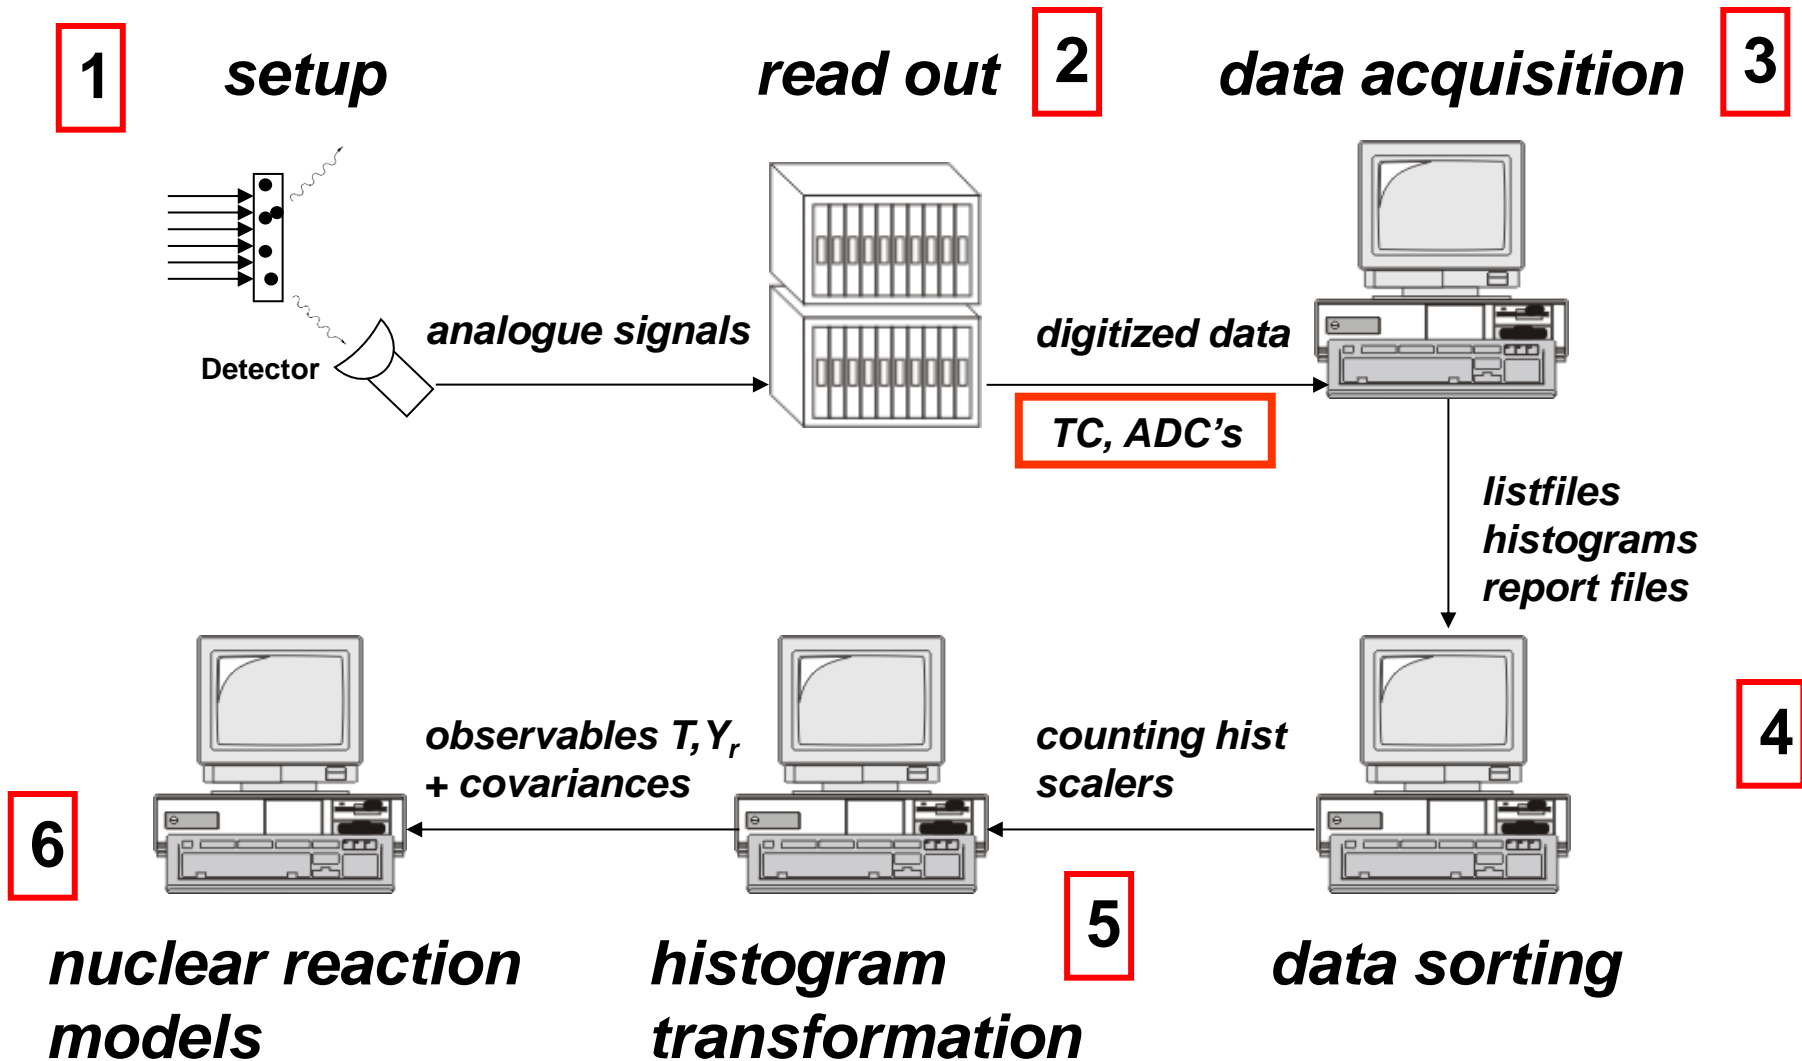 1
setup
read out
2
data acquisition
3
Detector
analogue signals
digitized data
TC, ADC's
listfiles
histograms
report files
4
counting hist
scalers
observables T,Yr
+ covariances
6
5
nuclear reaction
models
histogram
transformation
data sorting